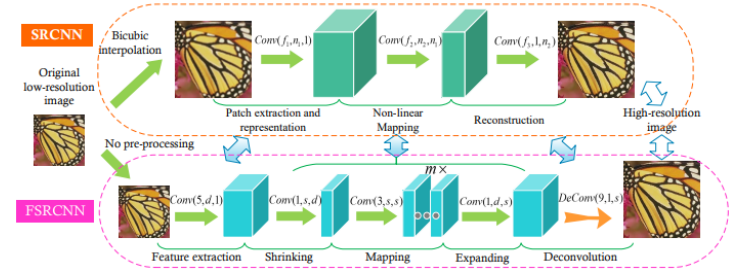 SRCNN
Bicubic
interpolation
Conv(f₁,n₁,1)
Conv(f₂,n₂,n₁)
Conv(f₃,1,n₂)
Original
low-resolution
image
Patch extraction and
representation
Non-linear
Mapping
Reconstruction
High-resolution
image
No pre-processing
m×
FSRCNN
Conv(5,d,1)
Conv(1,s,d)
Conv(3,s,s)
Conv(1,d,s)
DeConv(9,1,s)
Feature extraction
Shrinking
Mapping
Expanding
Deconvolution